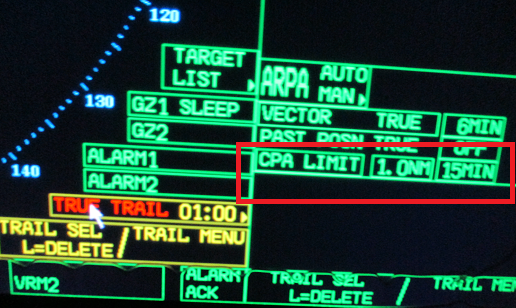 120
TARGET
LIST
ARPA AUTO
MAN
130
GZ1 SLEEP
VECTOR TRUE 6MIN
GZ2
PAST POSN TRUE OFF
140
ALARM1
CPA LIMIT 1.0NM 15MIN
ALARM2
TRUE TRAIL 01:00
TRAIL SEL
L=DELETE / TRAIL MENU
VRM2
ALARM
ACK
TRAIL SEL
L=DELETE / TRAIL MEN